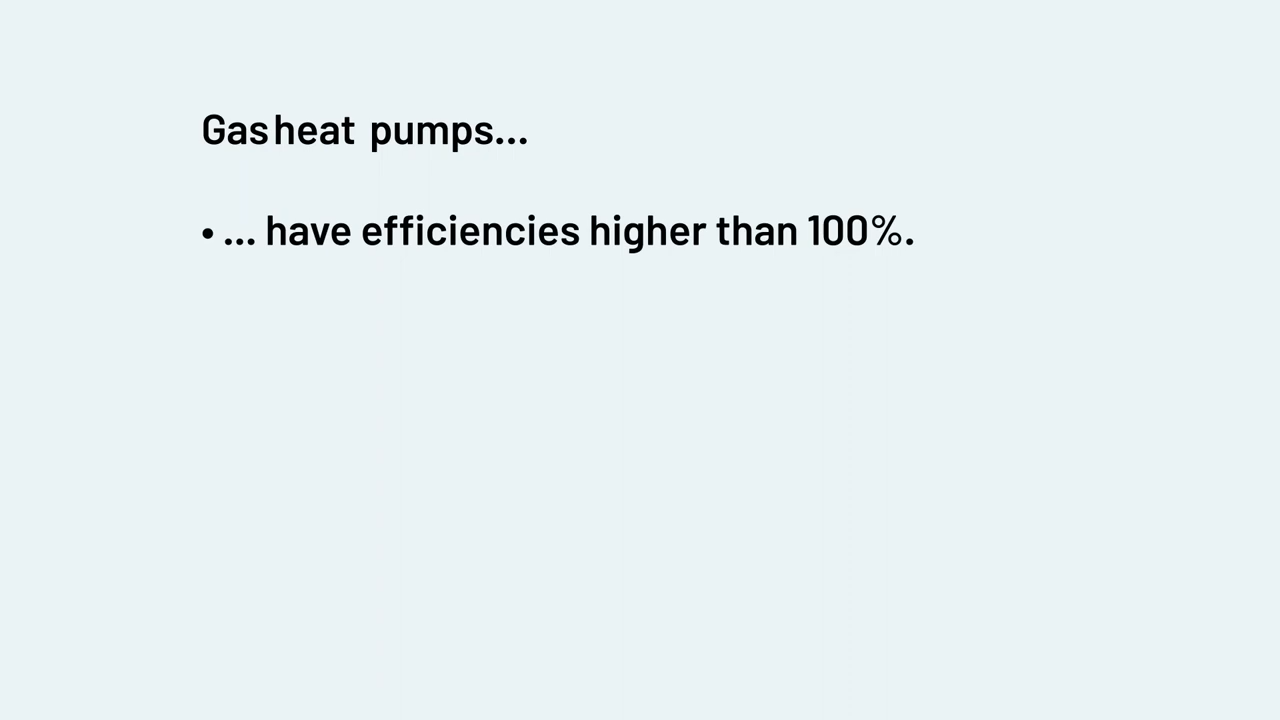 Gas heat pumps...
• ... have efficiencies higher than 100%.